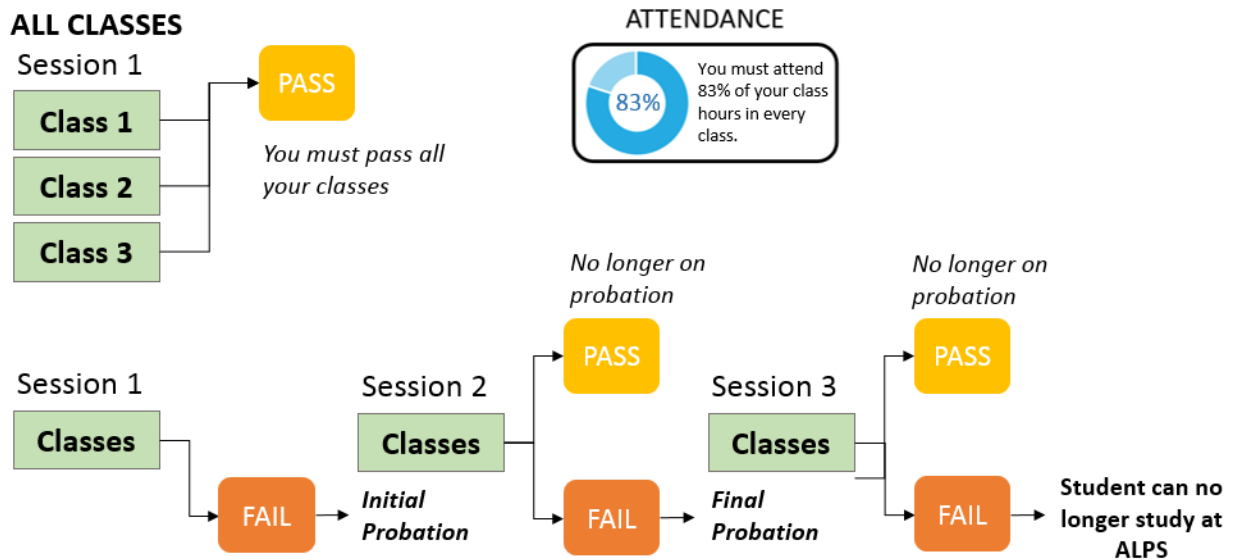 ALL CLASSES
Session 1
Class 1
Class 2
Class 3
PASS
You must pass all
your classes
ATTENDANCE
83%
You must attend
83% of your class
hours in every
class.
Session 1
Classes
FAIL
Initial
Probation
Session 2
Classes
No longer on
probation
PASS
FAIL
Final
Probation
Session 3
Classes
No longer on
probation
PASS
FAIL
Student can no
longer study at
ALPS